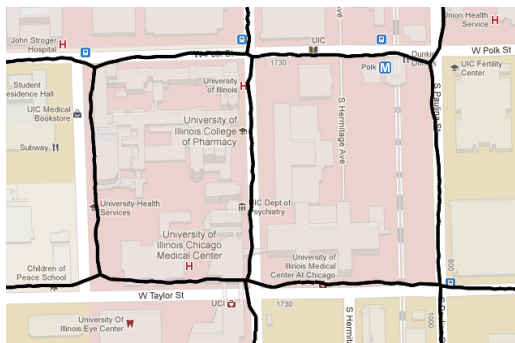 John Stroger
Hospital
H
W Polk St
UIC
1730
S Hermitage Ave
Union Health
Service
H
W Polk St
Polk
M
UIC Fertility
Center
S Paulina St
Student
esidence Hall
UIC Medical
Bookstore
Subway
University
of Illinois
H
University of
Illinois College
of Pharmacy
University Health
Services
UIC Dept of
Psychiatry
University of
Illinois Chicago
Medical Center
H
University of
Illinois Medical
Center At Chicago
Children of
Peace School
W Taylor St
UCI
1730
800
1000
S Hermita
University Of
Illinois Eye Center